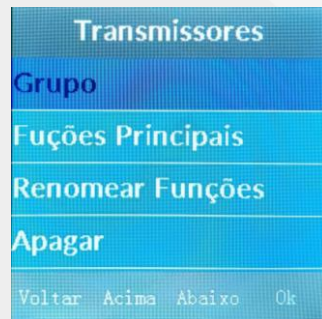 Transmissores
Grupo
Fuções Principais
Renomear Funções
Apagar
Voltar Acima Abaixo Ok